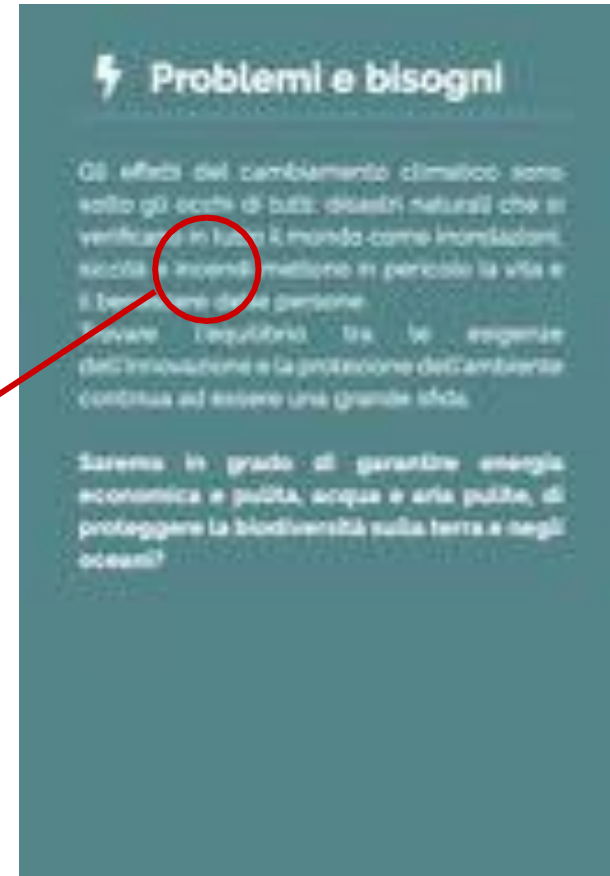 Problemi e bisogni
Gli effetti del cambiamento climatico sono
sotto gli occhi di tutti: disastri naturali che si
verificano in tutto il mondo come inondazioni,
siccità incendi mettono in pericolo la vita e
il benessere delle persone.
Trovare l'equilibrio tra le esigenze
dell'innovazione e la protezione dell'ambiente
continua ad essere una grande sfida.
Saremo in grado di garantire energia
economica e pulita, acqua e aria pulite, di
proteggere la biodiversità sulla terra e negli
oceani?